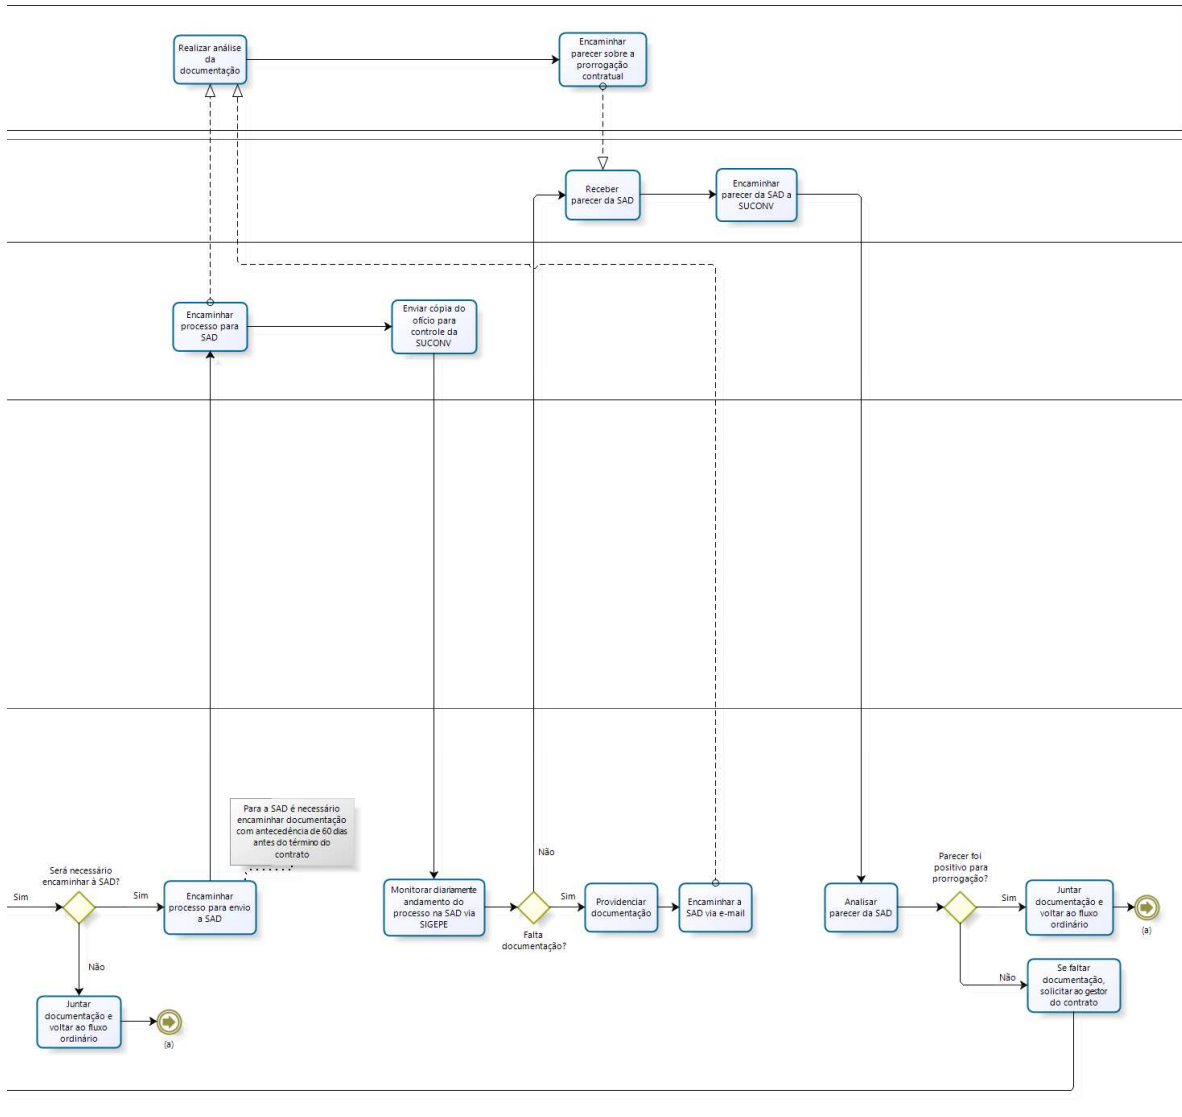 Realizar análise
da
documentação
Encaminhar
parecer sobre a
prorrogação
contratual
Receber
parecer da SAD
Encaminhar
parecer da SAD a
SUCONV
Encaminhar
processo para
SAD
Enviar cópia do
ofício para
controle da
SUCONV
Para a SAD é necessário
encaminhar documentação
com antecedência de 60 dias
antes do término do
contrato
Sim
Será necessário
encaminhar à SAD?
Sim
Encaminhar
processo para envio
a SAD
Não
Juntar
documentação e
voltar ao fluxo
ordinário
(a)
Monitorar diariamente
andamento do
processo na SAD via
SIGEPE
Não
Falta
documentação?
Sim
Providenciar
documentação
Encaminhar a
SAD via e-mail
Analisar
parecer da SAD
Parecer foi
positivo para
prorrogação?
Sim
Juntar
documentação e
voltar ao fluxo
ordinário
(a)
Não
Se faltar
documentação,
solicitar ao gestor
do contrato